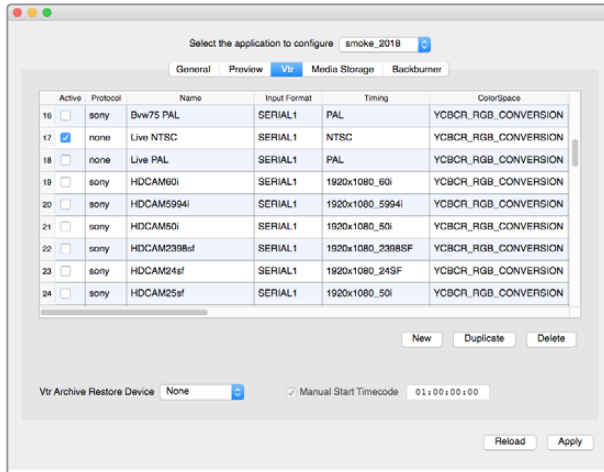 Select the application to configure smoke_2018
General Preview Vtr Media Storage Backburner
Active Protocol Name Input Format Timing ColorSpace
16 sony Bvw75 PAL SERIAL1 PAL YCBCR_RGB_CONVERSION
17 none Live NTSC SERIAL1 NTSC YCBCR_RGB_CONVERSION
18 none Live PAL SERIAL1 PAL YCBCR_RGB_CONVERSION
19 sony HDCAM60i SERIAL1 1920x1080_60i YCBCR_RGB_CONVERSION
20 sony HDCAM5994i SERIAL1 1920x1080_5994i YCBCR_RGB_CONVERSION
21 sony HDCAM50i SERIAL1 1920x1080_50i YCBCR_RGB_CONVERSION
22 sony HDCAM2398sf SERIAL1 1920x1080_2398SF YCBCR_RGB_CONVERSION
23 sony HDCAM24sf SERIAL1 1920x1080_24SF YCBCR_RGB_CONVERSION
24 sony HDCAM25sf SERIAL1 1920x1080_50i YCBCR_RGB_CONVERSION
New Duplicate Delete
Vtr Archive Restore Device None Manual Start Timecode 01:00:00:00
Reload Apply